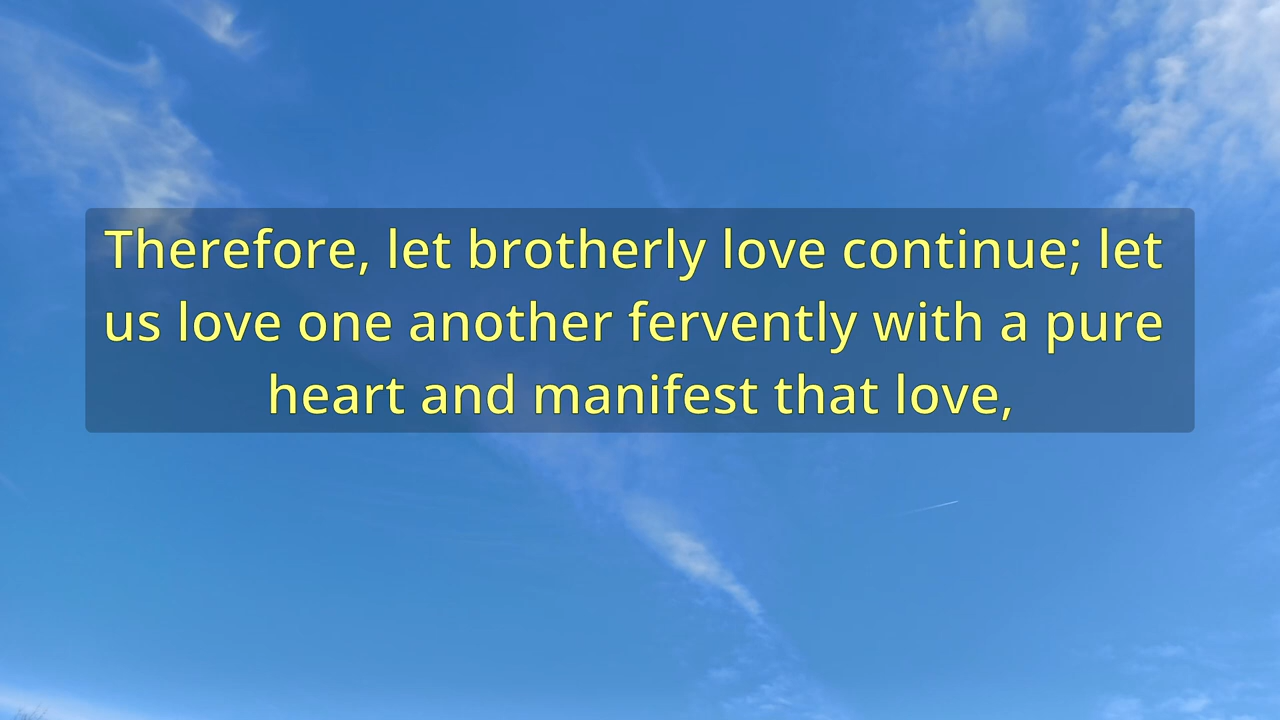 Therefore, let brotherly love continue; let
us love one another fervently with a pure
heart and manifest that love,